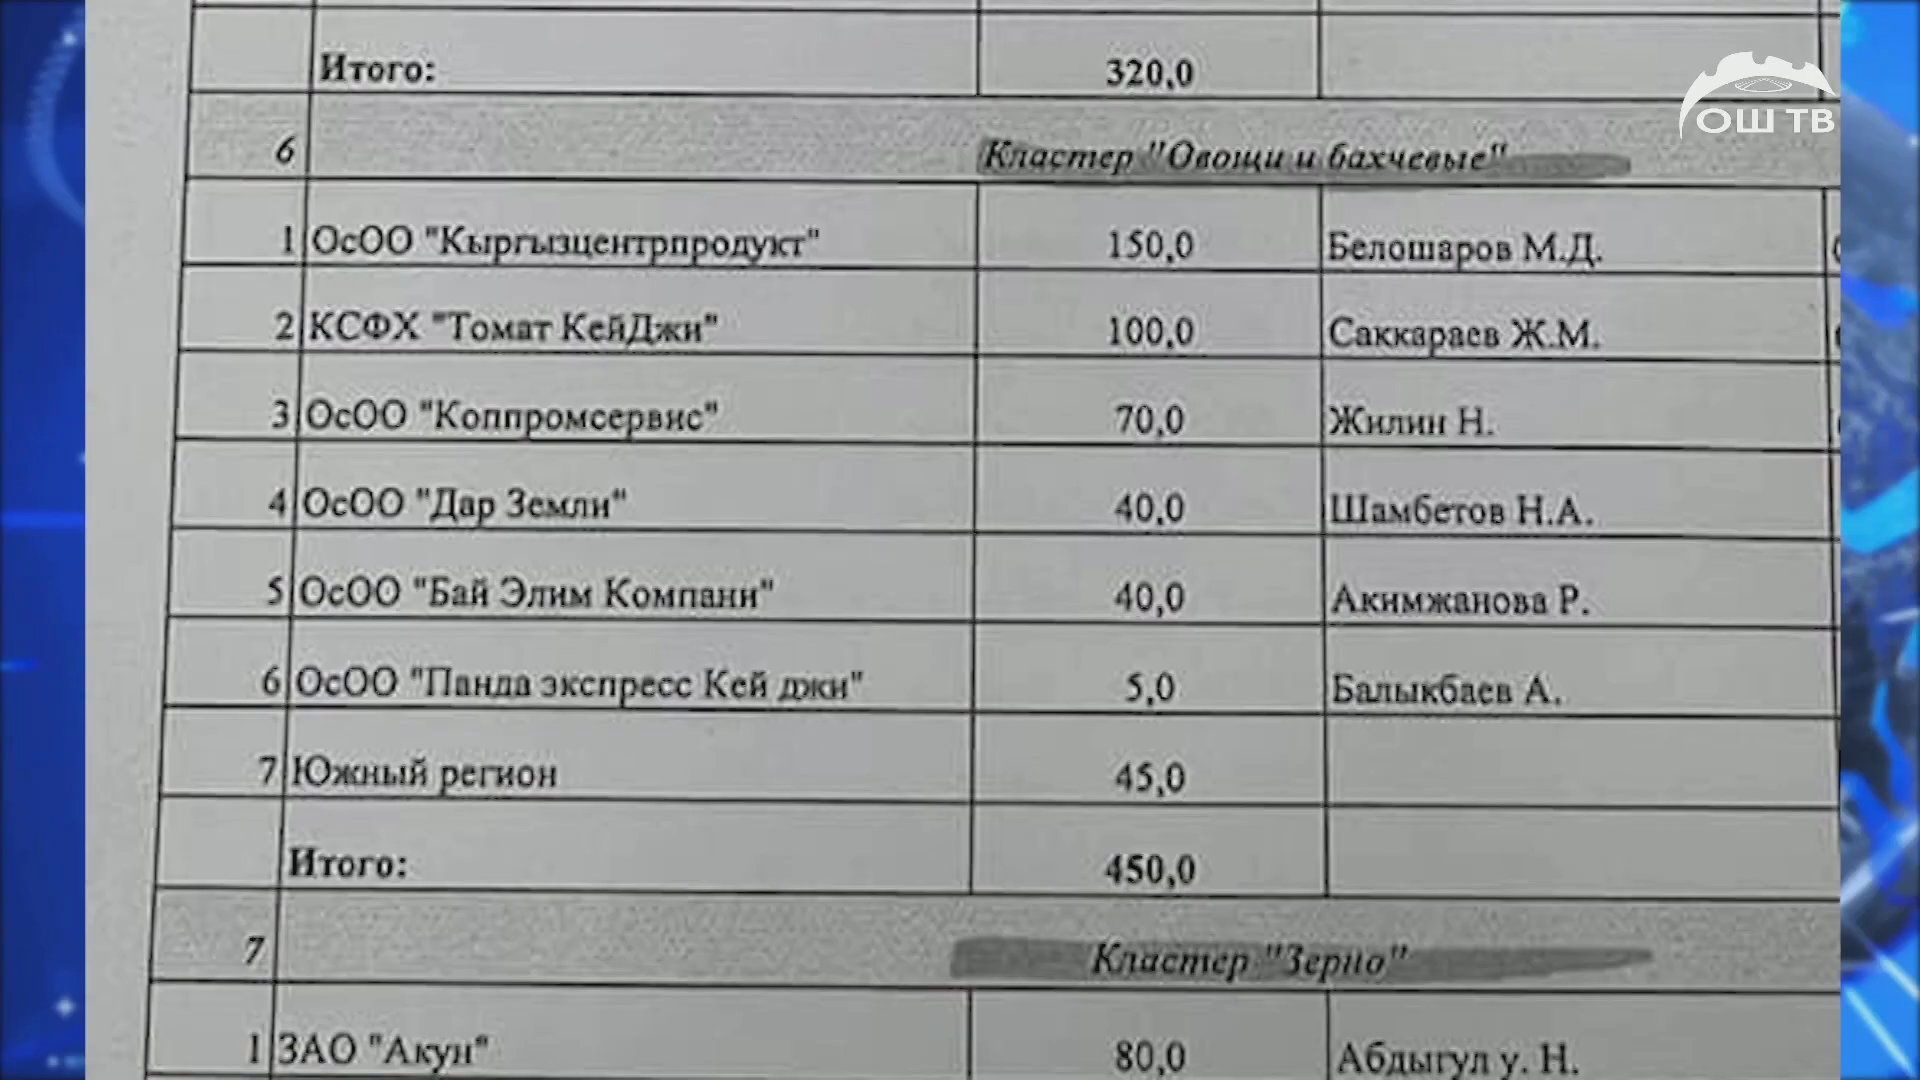 Итого: 320,0
ОШ ТВ
6 Кластер "Овощи и бахчевые"
1 ОсОО "Кыргызцентрпродукт" 150,0 Белошаров М.Д.
2 КСФХ "Томат КейДжи" 100,0 Саккараев Ж.М.
3 ОсОО "Коппромсервис" 70,0 Жилин Н.
4 ОсОО "Дар Земли" 40,0 Шамбетов Н.А.
5 ОсОО "Бай Элим Компани" 40,0 Акимжанова Р.
6 ОсОО "Панда экспресс Кей джи" 5,0 Балыкбаев А.
7 Южный регион 45,0
Итого: 450,0
7 Кластер "Зерно"
1 ЗАО "Акун" 80,0 Абдыгул у. Н.